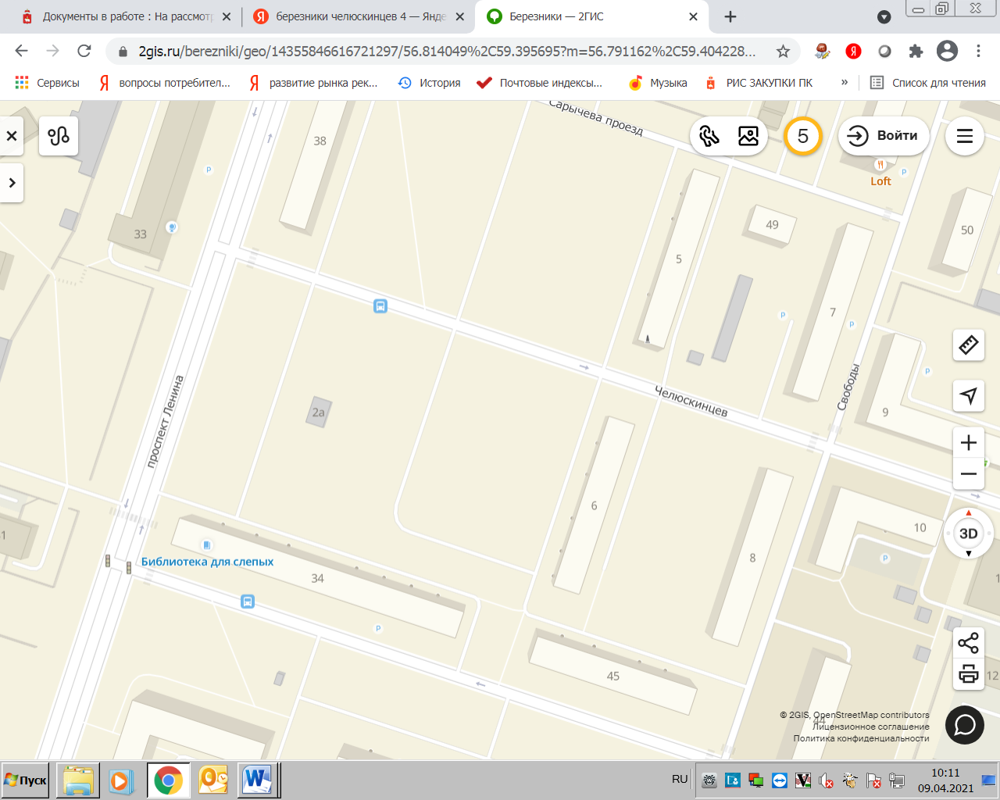 Документы в работе : На рассмотр
березники челюскинцев 4 — Янде
Березники — 2ГИС
2gis.ru/berezniki/geo/14355846616721297/56.814049%2C59.395695?m=56.791162%2C59.404228...
Сервисы
вопросы потребител...
развитие рынка рек...
История
Почтовые индексы...
Музыка
РИС ЗАКУПКИ ПК
»
Список для чтения
Сарычева проезд
5
Войти
38
Loft
33
49
50
5
7
проспект Ленина
2а
Челюскинцев
Свободы
9
6
10
3D
31
8
Библиотека для слепых
34
45
12
44
© 2GIS, OpenStreetMap contributors
Лицензионное соглашение
Политика конфиденциальности
Пуск
RU
10:11
09.04.2021